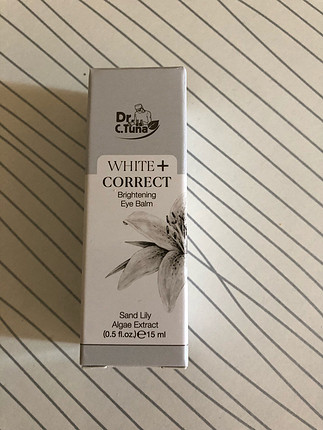 Dr.
C.Tuna
WHITE+
CORRECT
Brightening
Eye Balm
Sand Lily
Algae Extract
(0.5 fl.oz.)℮15 ml